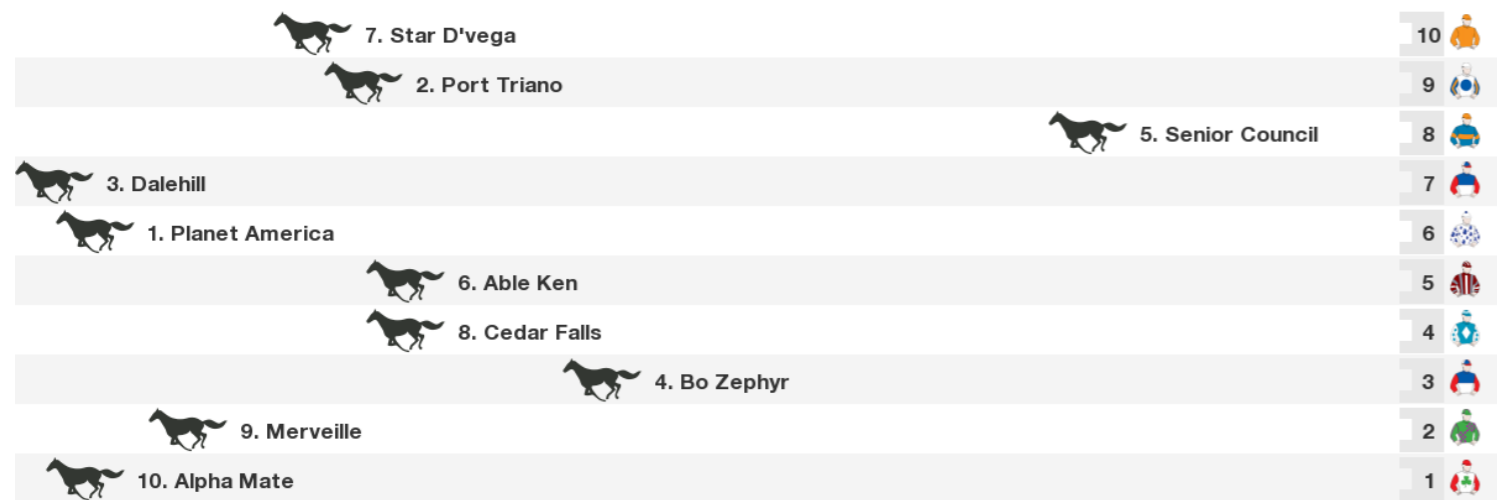 7. Star D'vega 10
2. Port Triano 9
5. Senior Council 8
3. Dalehill 7
1. Planet America 6
6. Able Ken 5
8. Cedar Falls 4
4. Bo Zephyr 3
9. Merveille 2
10. Alpha Mate 1